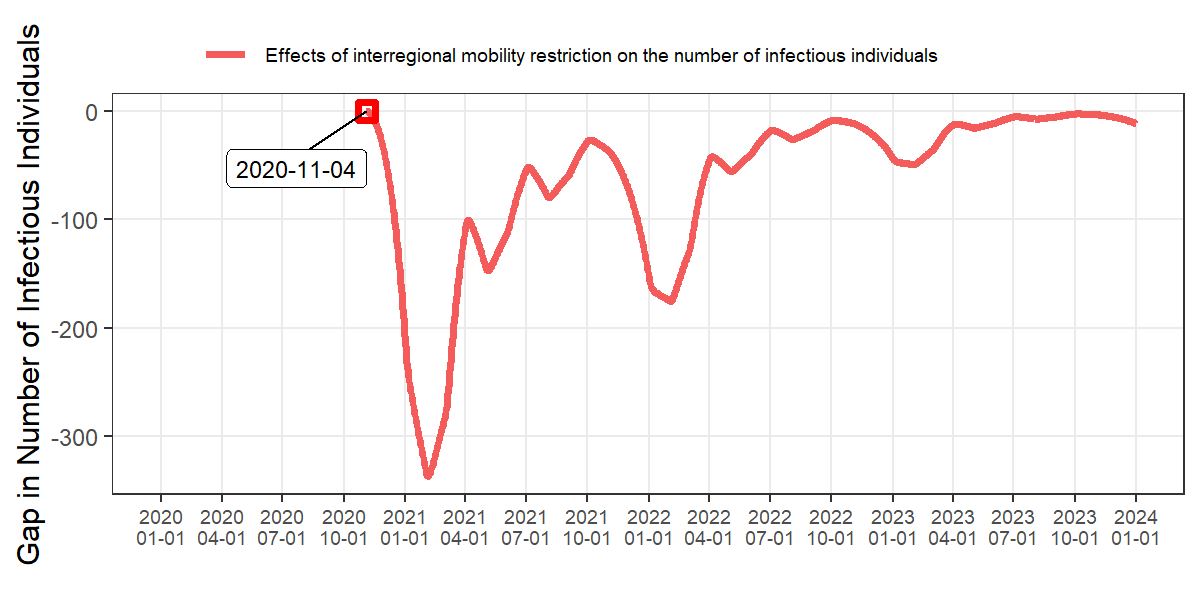 Effects of interregional mobility restriction on the number of infectious individuals
Gap in Number of Infectious Individuals
0
-100
-200
-300
2020-11-04
2020 2020 2020 2020 2021 2021 2021 2021 2022 2022 2022 2022 2023 2023 2023 2023 2024
01-01 04-01 07-01 10-01 01-01 04-01 07-01 10-01 01-01 04-01 07-01 10-01 01-01 04-01 07-01 10-01 01-01